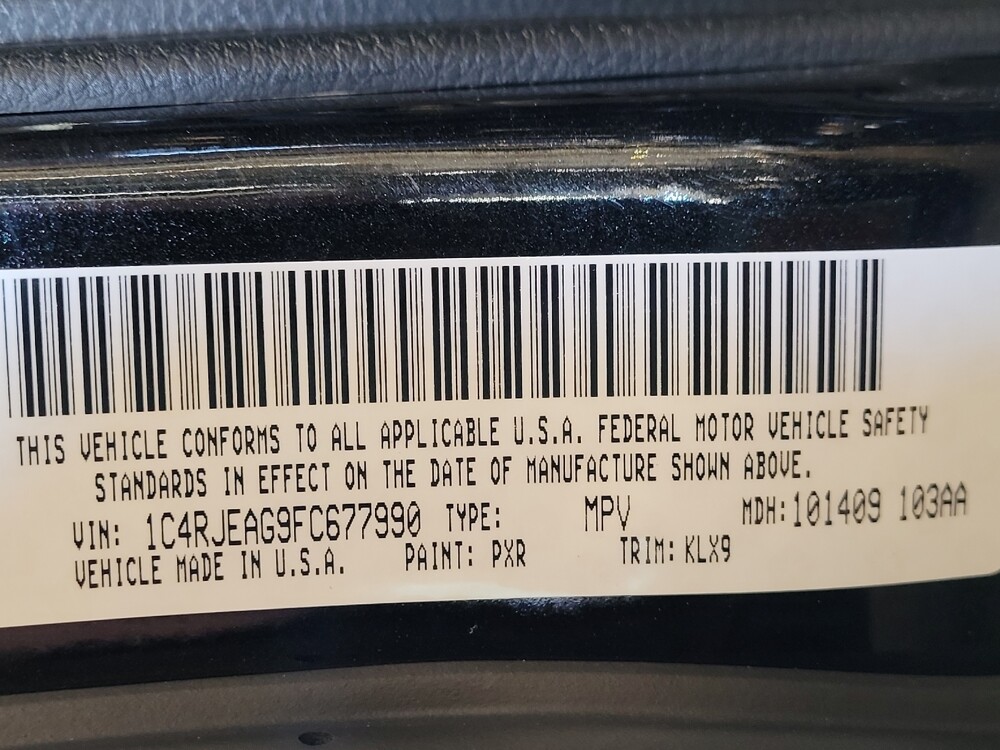 THIS VEHICLE CONFORMS TO ALL APPLICABLE U.S.A. FEDERAL MOTOR VEHICLE SAFETY
STANDARDS IN EFFECT ON THE DATE OF MANUFACTURE SHOWN ABOVE.
VIN: 1C4RJEAG9FC677990 TYPE: MPV MDH:101409 103AA
VEHICLE MADE IN U.S.A. PAINT: PXR TRIM: KLX9